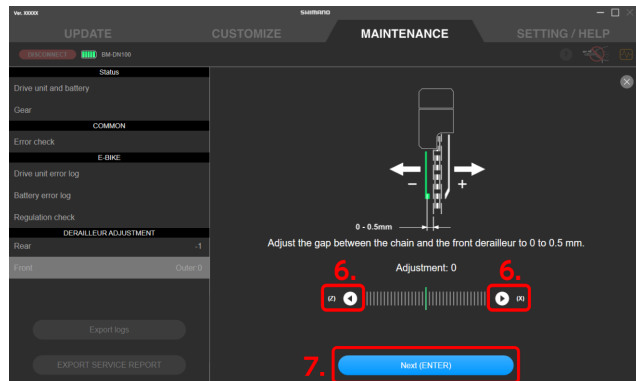 Ver. XXXXX
SHIMANO
UPDATE
CUSTOMIZE
MAINTENANCE
SETTING / HELP
DISCONNECT
BM-DN100
Status
Drive unit and battery
Gear
COMMON
Error check
E-BIKE
Drive unit error log
Battery error log
Regulation check
DERAILLEUR ADJUSTMENT
Rear -1
Front Outer:0
Export logs
EXPORT SERVICE REPORT
− +
0 - 0.5mm
Adjust the gap between the chain and the front derailleur to 0 to 0.5 mm.
6. Adjustment: 0 6.
(Z) (X)
7. Next (ENTER)